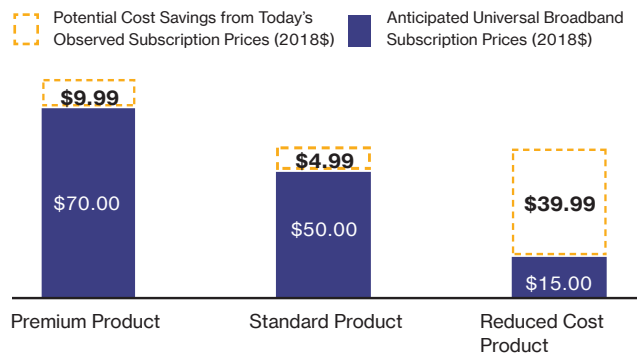 Potential Cost Savings from Today's
Observed Subscription Prices (2018$)
Anticipated Universal Broadband
Subscription Prices (2018$)
$9.99
$70.00
$4.99
$50.00
$39.99
$15.00
Premium Product
Standard Product
Reduced Cost
Product